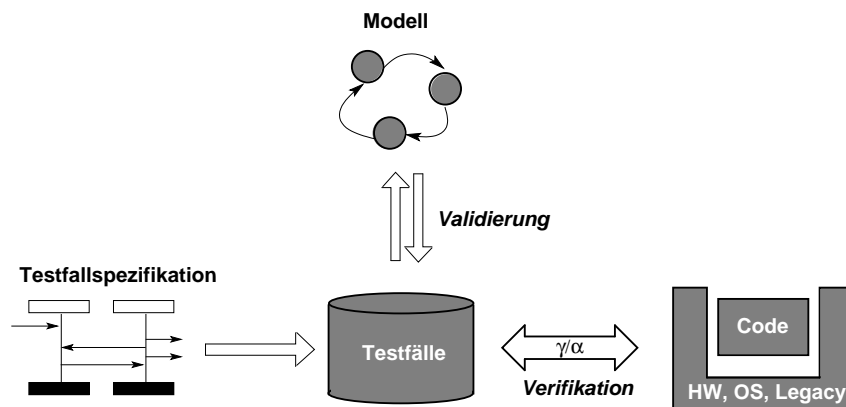 Modell
Validierung
Testfallspezifikation
Testfälle
γ/α
Verifikation
Code
HW, OS, Legacy